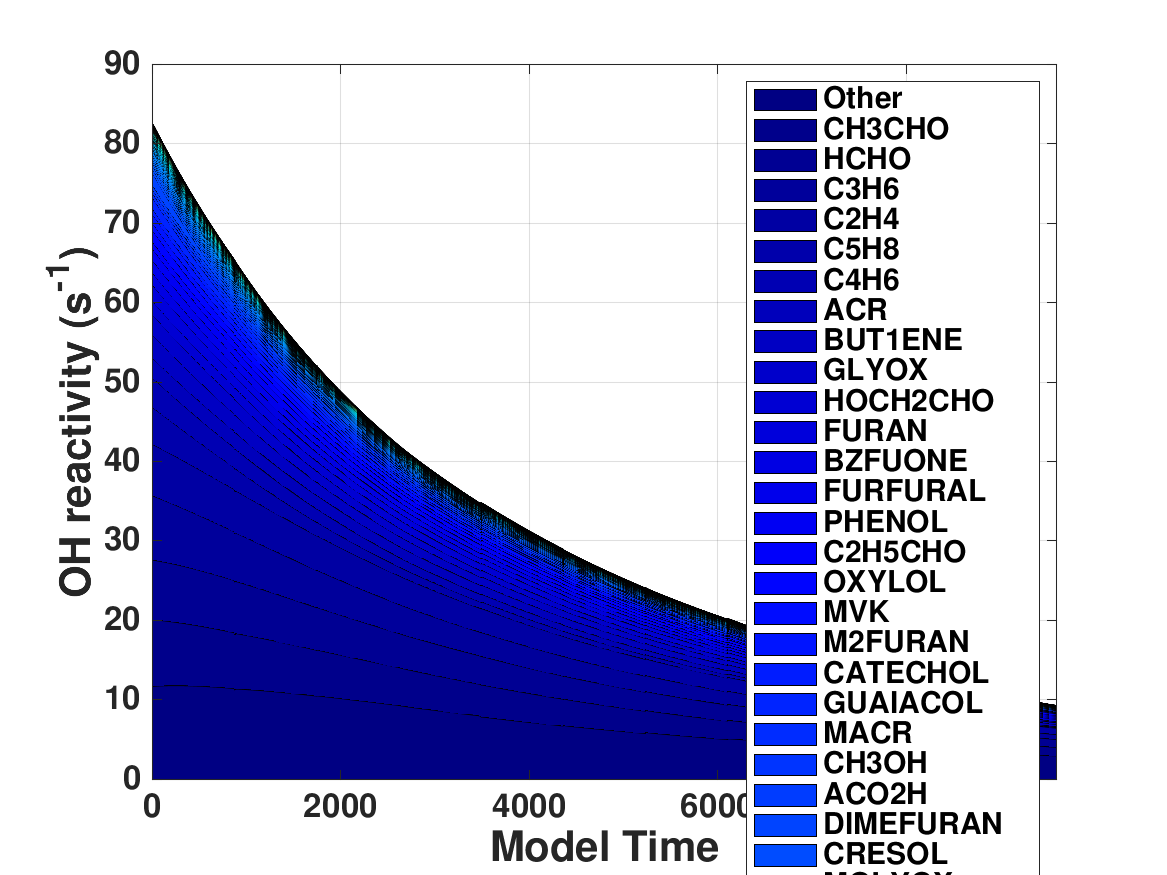 90
80
70
60
50
40
30
20
10
0
OH reactivity (s-1)
0 2000 4000 6000
Model Time
Other
CH3CHO
HCHO
C3H6
C2H4
C5H8
C4H6
ACR
BUT1ENE
GLYOX
HOCH2CHO
FURAN
BZFUONE
FURFURAL
PHENOL
C2H5CHO
OXYLOL
MVK
M2FURAN
CATECHOL
GUAIACOL
MACR
CH3OH
ACO2H
DIMEFURAN
CRESOL